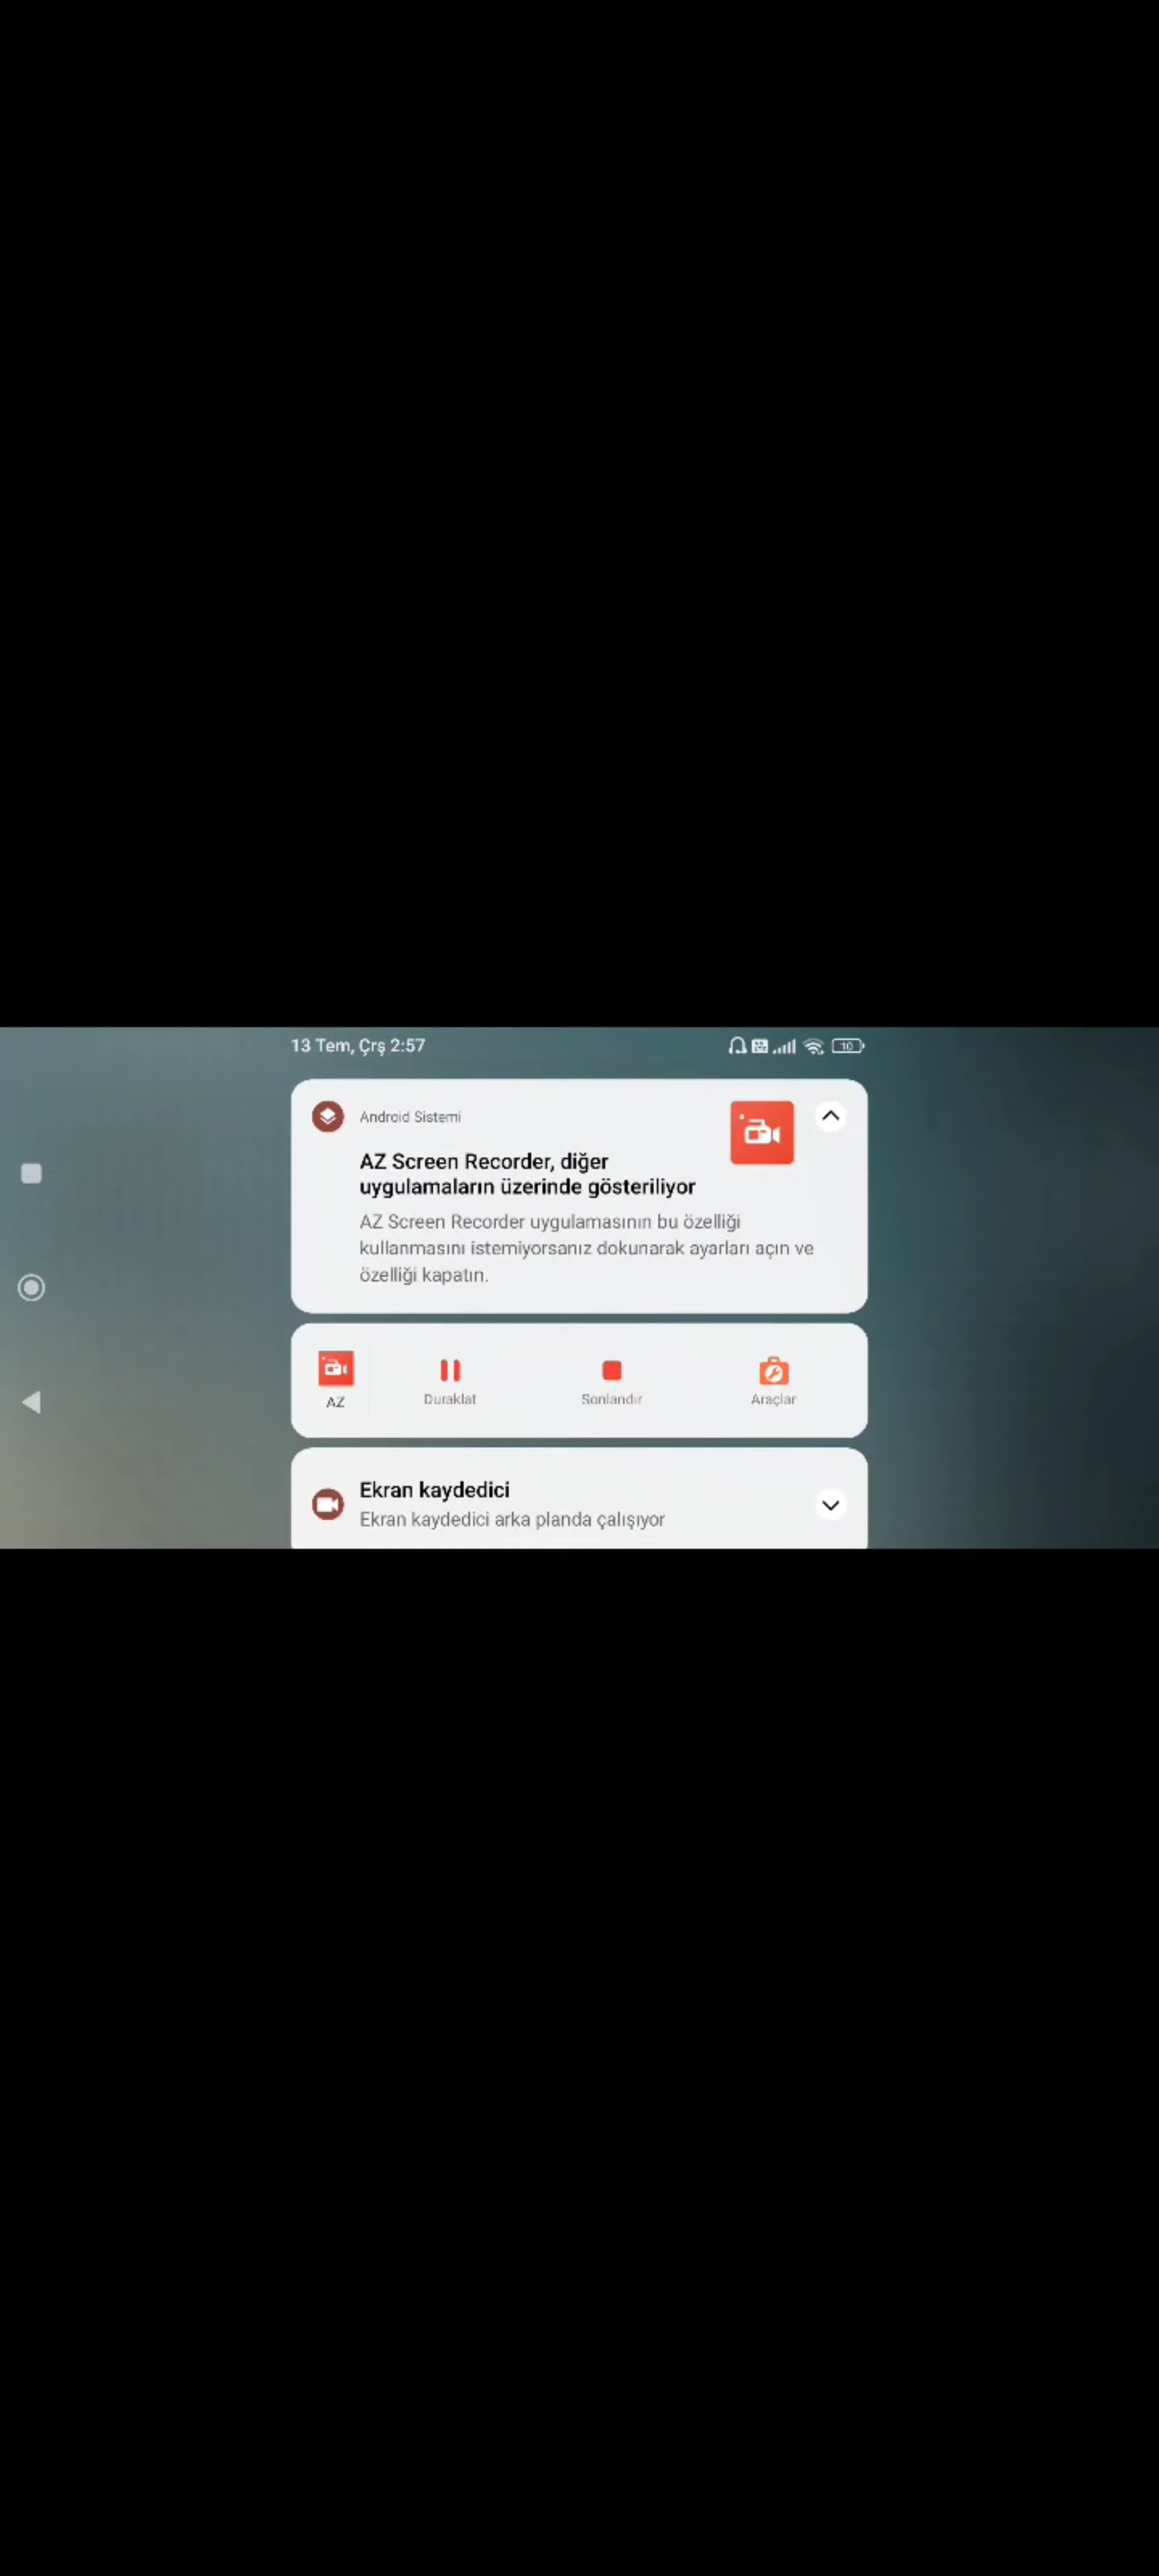 13 Tem, Çrş 2:57
10
Android Sistemi
AZ Screen Recorder, diğer
uygulamaların üzerinde gösteriliyor
AZ Screen Recorder uygulamasının bu özelliği
kullanmasını istemiyorsanız dokunarak ayarları açın ve
özelliği kapatın.
AZ
Duraklat
Sonlandır
Araçlar
Ekran kaydedici
Ekran kaydedici arka planda çalışıyor